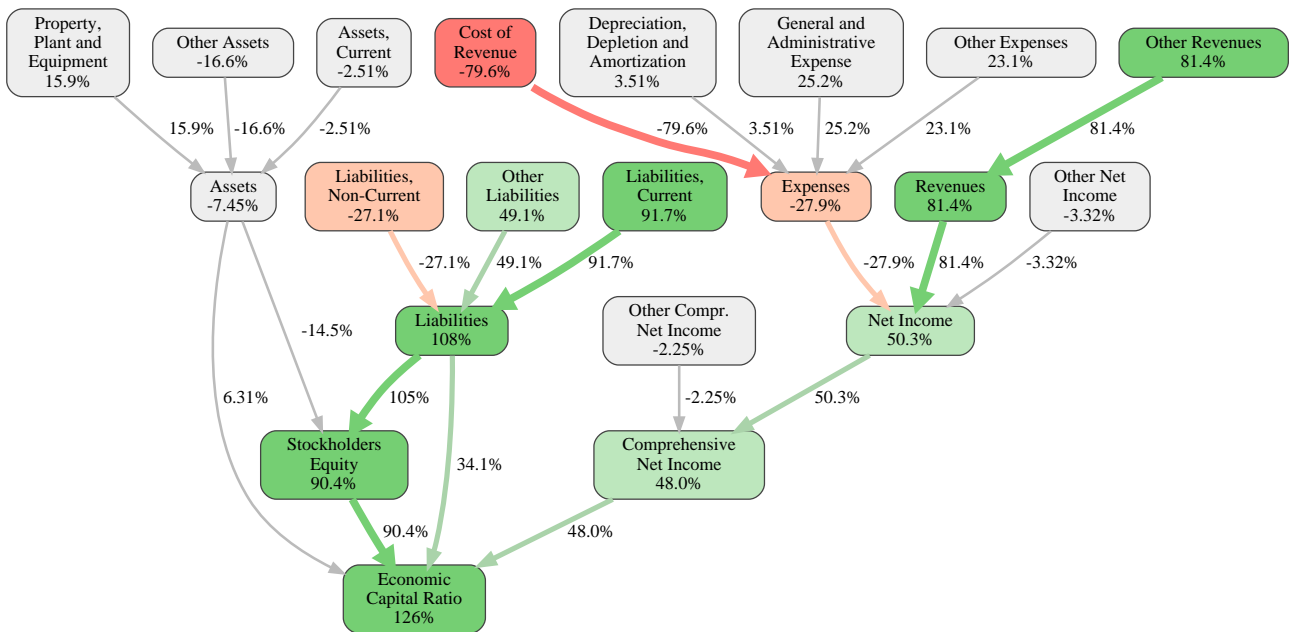 Property,
Plant and
Equipment
15.9%
Other Assets
-16.6%
Assets,
Current
-2.51%
Cost of
Revenue
-79.6%
Depreciation,
Depletion and
Amortization
3.51%
General and
Administrative
Expense
25.2%
Other Expenses
23.1%
Other Revenues
81.4%
15.9%
-16.6%
-2.51%
-79.6%
3.51%
25.2%
23.1%
81.4%
Assets
-7.45%
Liabilities,
Non-Current
-27.1%
Other
Liabilities
49.1%
Liabilities,
Current
91.7%
Expenses
-27.9%
Revenues
81.4%
Other Net
Income
-3.32%
-27.1%
49.1%
91.7%
-27.9%
81.4%
-3.32%
-14.5%
Liabilities
108%
Other Compr.
Net Income
-2.25%
Net Income
50.3%
6.31%
105%
34.1%
-2.25%
50.3%
Stockholders
Equity
90.4%
Comprehensive
Net Income
48.0%
90.4%
48.0%
Economic
Capital Ratio
126%